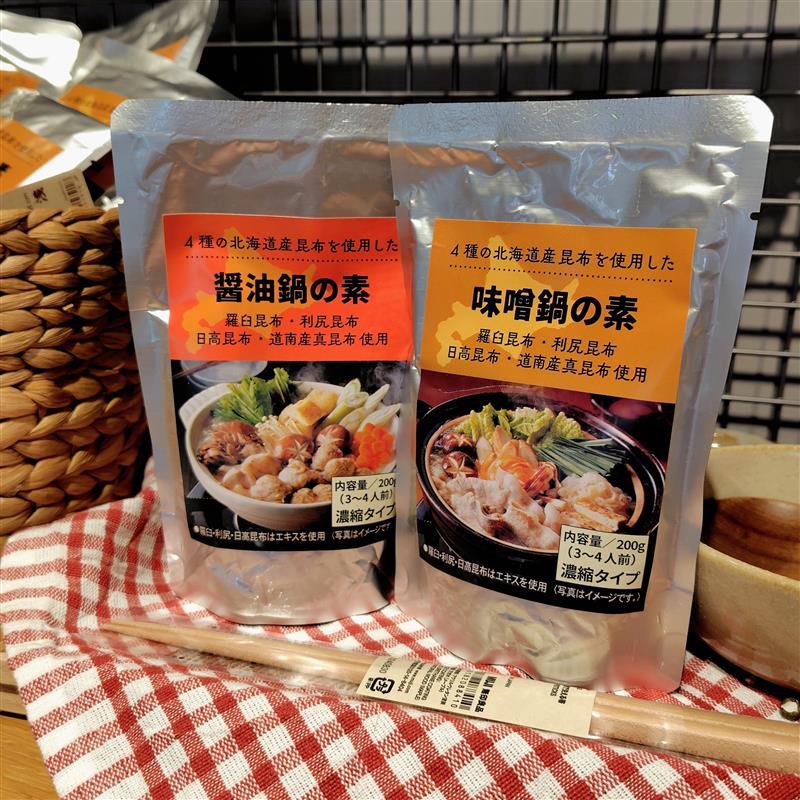 4種の北海道産昆布を使用した
醤油鍋の素
羅臼昆布・利尻昆布
日高昆布・道南産真昆布使用
内容量／200g
（3～4人前）
濃縮タイプ
●羅臼・利尻・日高昆布はエキスを使用
（写真はイメージです。
4種の北海道産昆布を使用した
味噌鍋の素
羅臼昆布・利尻昆布
日高昆布・道南産真昆布使用
内容量／200g
（3～4人前）
濃縮タイプ
●羅臼・利尻・日高昆布はエキスを使用
（写真はイメージです。）
無印良品